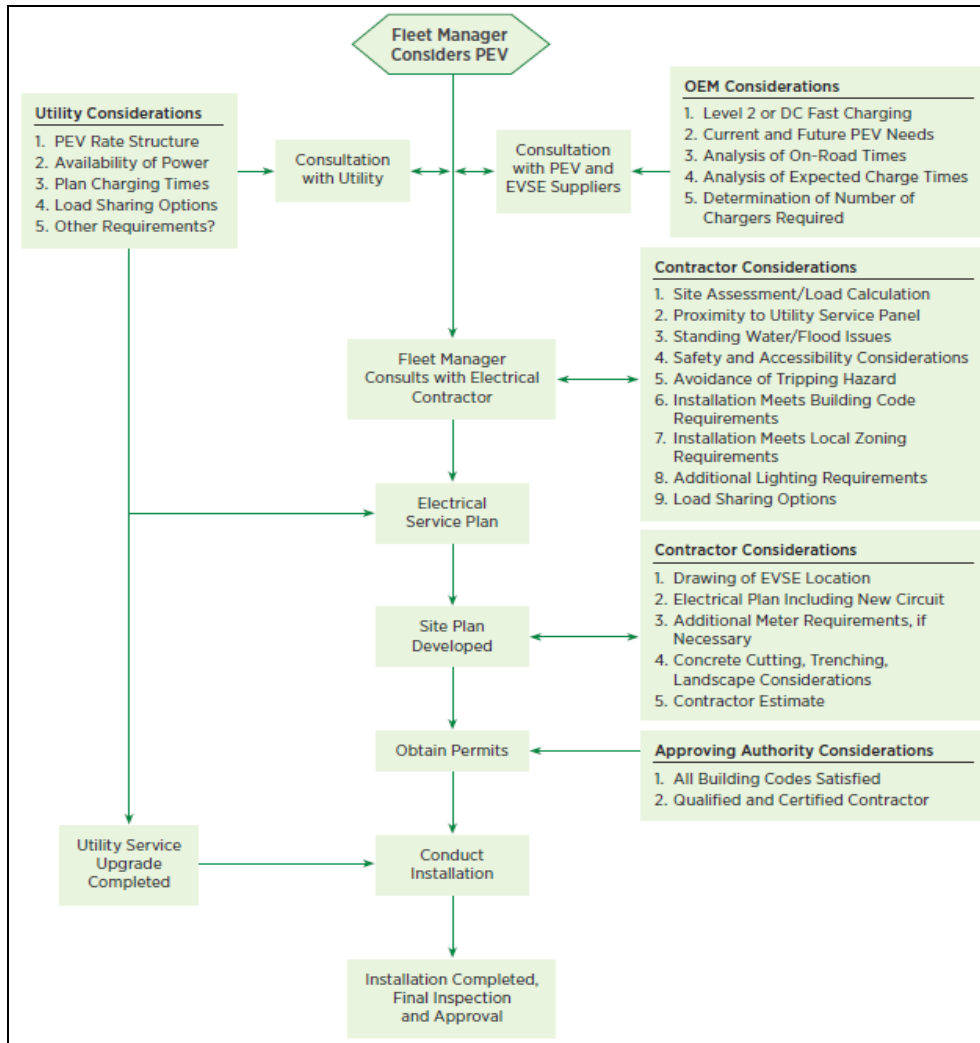 Fleet Manager
Considers PEV
Utility Considerations
1. PEV Rate Structure
2. Availability of Power
3. Plan Charging Times
4. Load Sharing Options
5. Other Requirements?
Consultation
with Utility
Consultation
with PEV and
EVSE Suppliers
OEM Considerations
1. Level 2 or DC Fast Charging
2. Current and Future PEV Needs
3. Analysis of On-Road Times
4. Analysis of Expected Charge Times
5. Determination of Number of
Chargers Required
Fleet Manager
Consults with Electrical
Contractor
Contractor Considerations
1. Site Assessment/Load Calculation
2. Proximity to Utility Service Panel
3. Standing Water/Flood Issues
4. Safety and Accessibility Considerations
5. Avoidance of Tripping Hazard
6. Installation Meets Building Code
Requirements
7. Installation Meets Local Zoning
Requirements
8. Additional Lighting Requirements
9. Load Sharing Options
Electrical
Service Plan
Site Plan
Developed
Contractor Considerations
1. Drawing of EVSE Location
2. Electrical Plan Including New Circuit
3. Additional Meter Requirements, if
Necessary
4. Concrete Cutting, Trenching,
Landscape Considerations
5. Contractor Estimate
Obtain Permits
Approving Authority Considerations
1. All Building Codes Satisfied
2. Qualified and Certified Contractor
Utility Service
Upgrade
Completed
Conduct
Installation
Installation Completed,
Final Inspection
and Approval